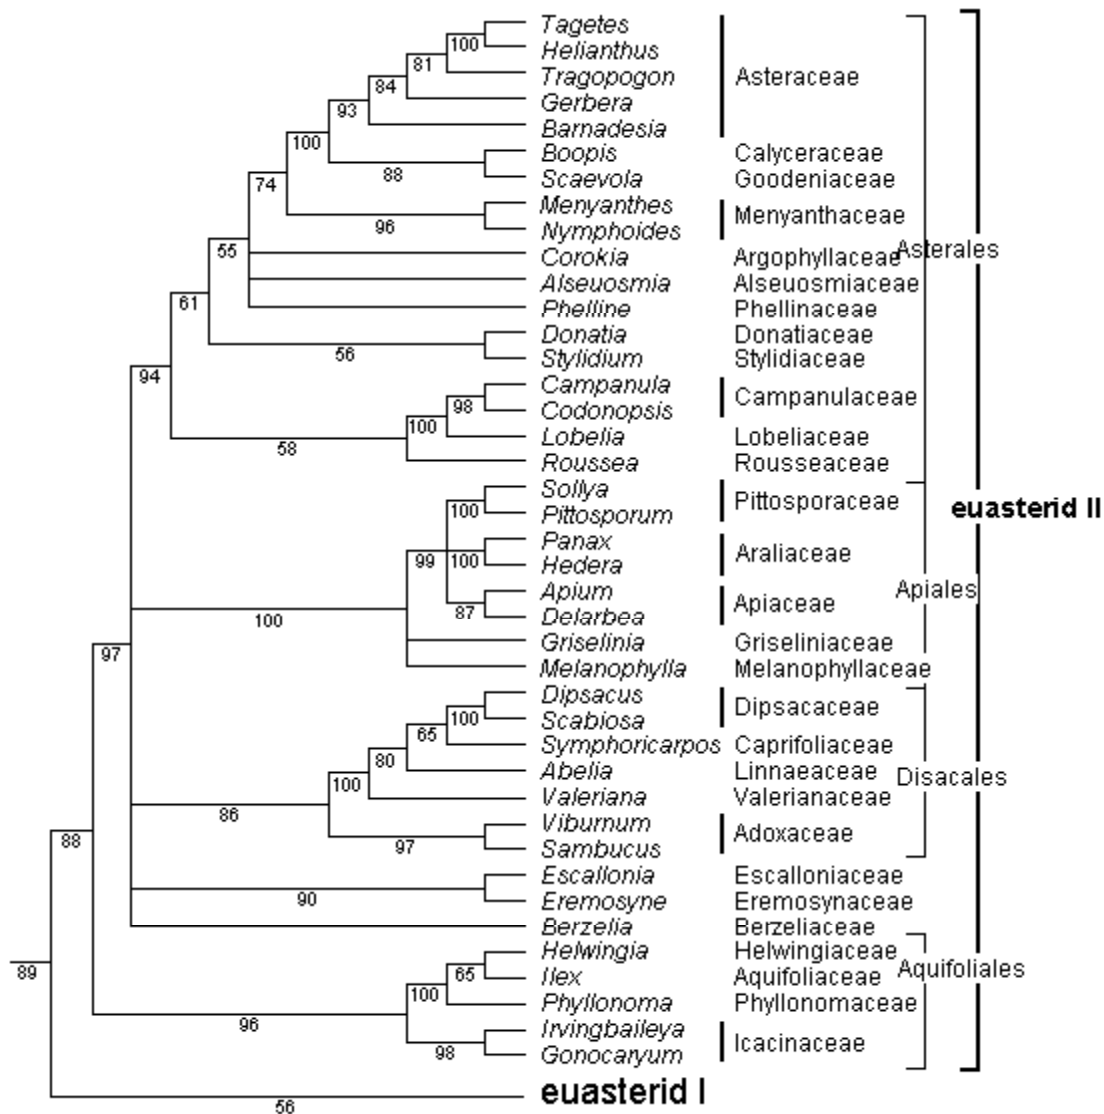 Tagetes
100
Helianthus
81
Tragopogon
Asteraceae
84
Gerbera
93
Barnadesia
100
Boopis Calyceraceae
88
Scaevola Goodeniaceae
74
Menyanthes
Menyanthaceae
96
Nymphoides
55
Corokia Argophyllaceae
Asterales
Alseuosmia Alseuosmiaceae
61
Phelline Phellinaceae
Donatia Donatiaceae
56
Stylidium Stylidiaceae
94
Campanula
98
Campanulaceae
Codonopsis
100
Lobelia Lobeliaceae
58
Roussea Rousseaceae
Sollya
100
Pittosporaceae
Pittosporum
euasterid II
Panax
99
100
Araliaceae
Hedera
Apium
Apiales
87
Apiaceae
Delarbea
100
Griselinia Griseliniaceae
97
Melanophylla Melanophyllaceae
Dipsacus
100
Dipsacaceae
Scabiosa
65
Symphoricarpos Caprifoliaceae
80
Abelia Linnaeaceae
Disacales
100
Valeriana Valerianaceae
86
Viburnum
97
Adoxaceae
Sambucus
88
Escallonia Escalloniaceae
90
Eremosyne Eremosynaceae
Berzelia Berzeliaceae
Helwingia Helwingiaceae
89
65
Aquifoliales
Ilex Aquifoliaceae
100
Phyllonoma Phyllonomaceae
96
Irvingbaileya
98
Icacinaceae
Gonocaryum
euasterid I
56